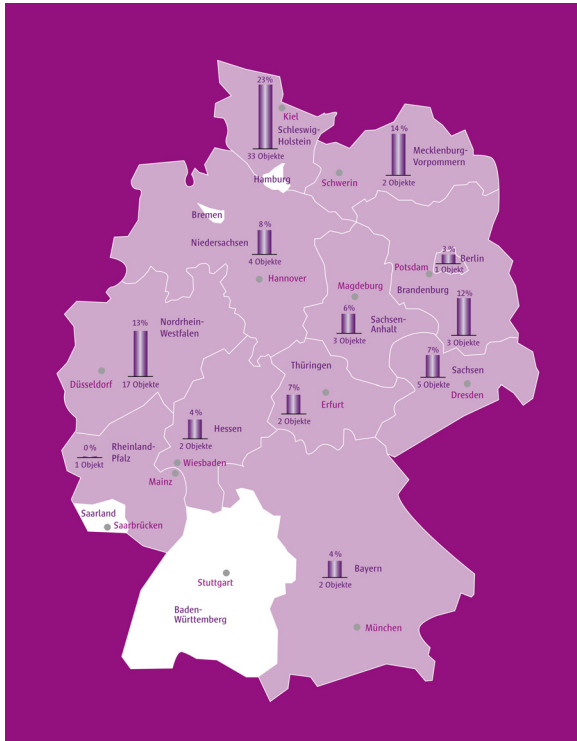 23%
Kiel
Schleswig-
Holstein
33 Objekte
14%
Mecklenburg-
Vorpommern
2 Objekte
Schwerin
Hamburg
Bremen
Niedersachsen
8%
4 Objekte
Hannover
3%
Berlin
1 Objekt
Potsdam
Brandenburg
12%
3 Objekte
Magdeburg
6%
Sachsen-
Anhalt
3 Objekte
13%
Nordrhein-
Westfalen
17 Objekte
Düsseldorf
7%
Sachsen
5 Objekte
Dresden
Thüringen
7%
2 Objekte
Erfurt
4%
Hessen
2 Objekte
Wiesbaden
0%
Rheinland-
Pfalz
1 Objekt
Mainz
Saarland
Saarbrücken
Stuttgart
Baden-
Württemberg
4%
Bayern
2 Objekte
München